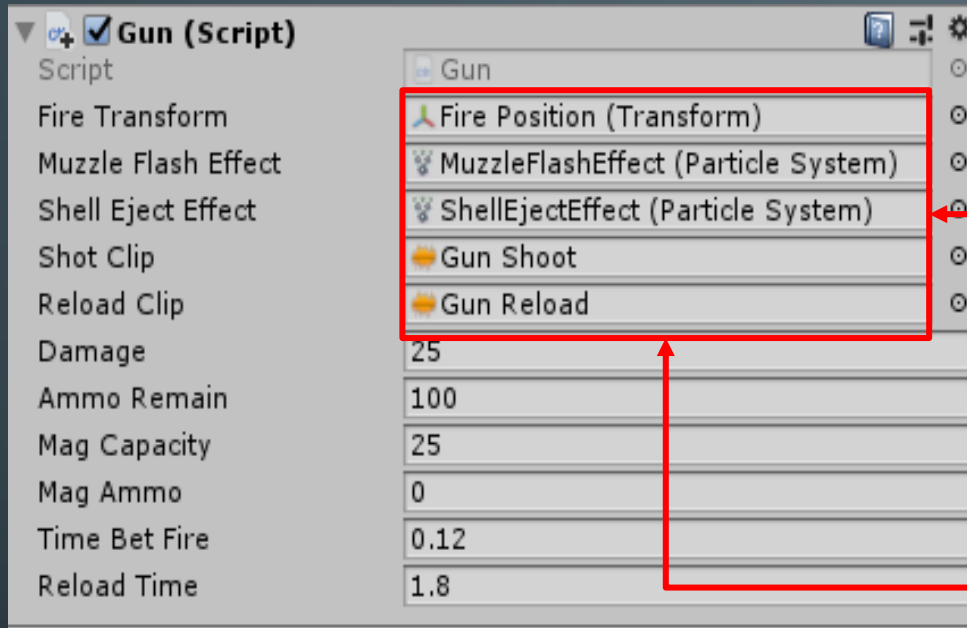 Gun (Script)
Script Gun
Fire Transform Fire Position (Transform)
Muzzle Flash Effect MuzzleFlashEffect (Particle System)
Shell Eject Effect ShellEjectEffect (Particle System)
Shot Clip Gun Shoot
Reload Clip Gun Reload
Damage 25
Ammo Remain 100
Mag Capacity 25
Mag Ammo 0
Time Bet Fire 0.12
Reload Time 1.8